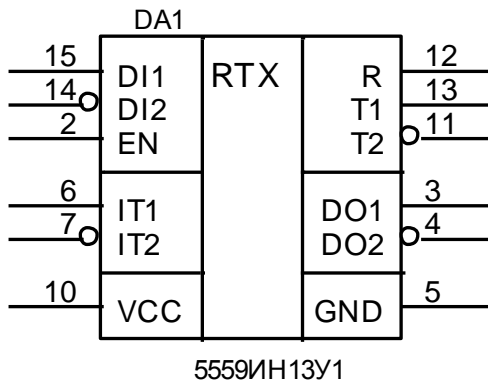 DA1
15 DI1 RTX R 12
14 DI2 T1 13
2 EN T2 11
6 IT1 DO1 3
7 IT2 DO2 4
10 VCC GND 5
5559ИН13У1